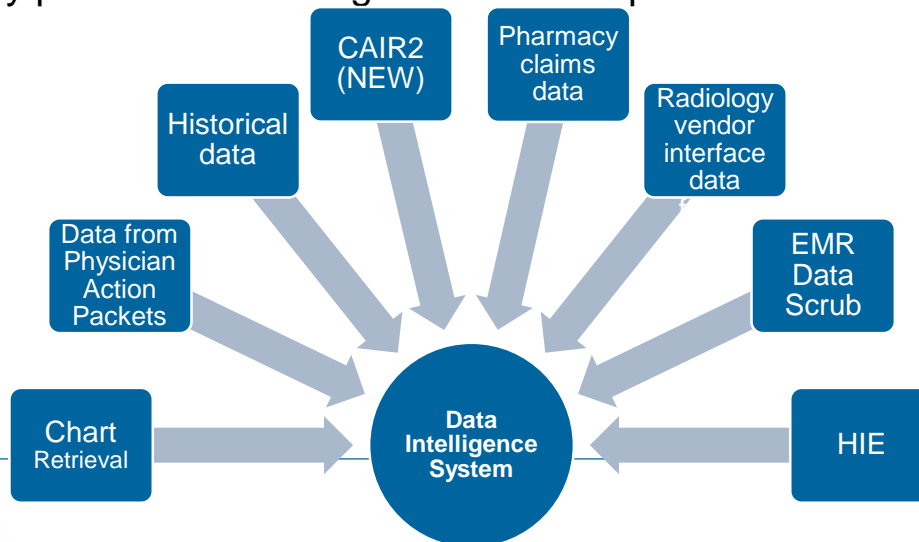 Chart
Retrieval
Data from
Physician
Action
Packets
Historical
data
CAIR2
(NEW)
Pharmacy
claims
data
Radiology
vendor
interface
data
EMR
Data
Scrub
HIE
Data
Intelligence
System